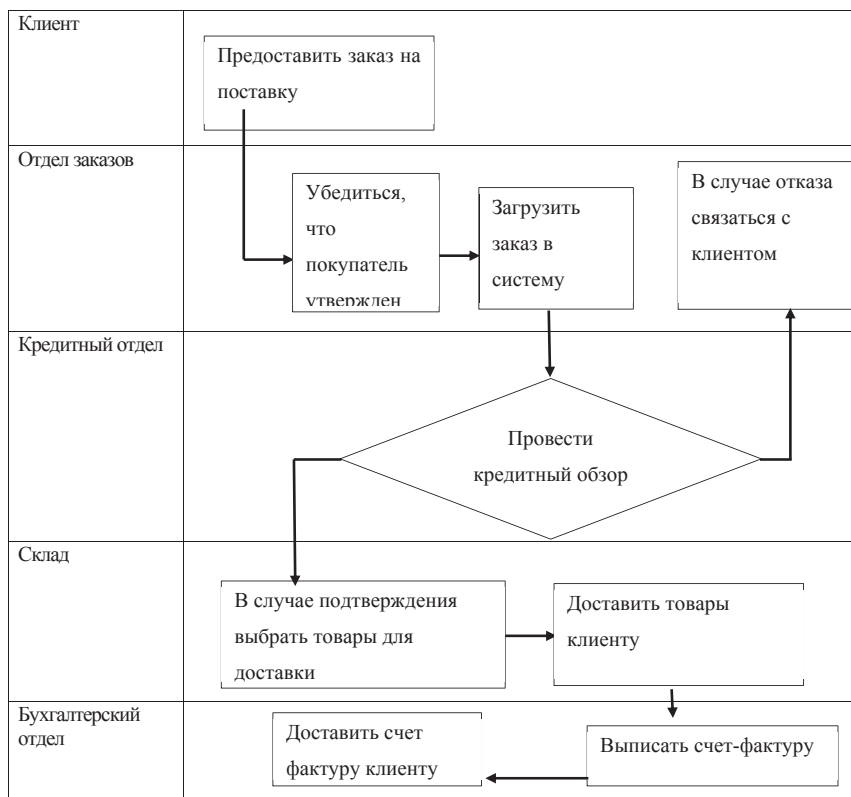 Клиент
Предоставить заказ на
поставку
Отдел заказов
Убедиться,
что
покупатель
утвержден
Загрузить
заказ в
систему
В случае отказа
связаться с
клиентом
Кредитный отдел
Провести
кредитный обзор
Склад
В случае подтверждения
выбрать товары для
доставки
Доставить товары
клиенту
Бухгалтерский
отдел
Доставить счет
фактуру клиенту
Выписать счет-фактуру